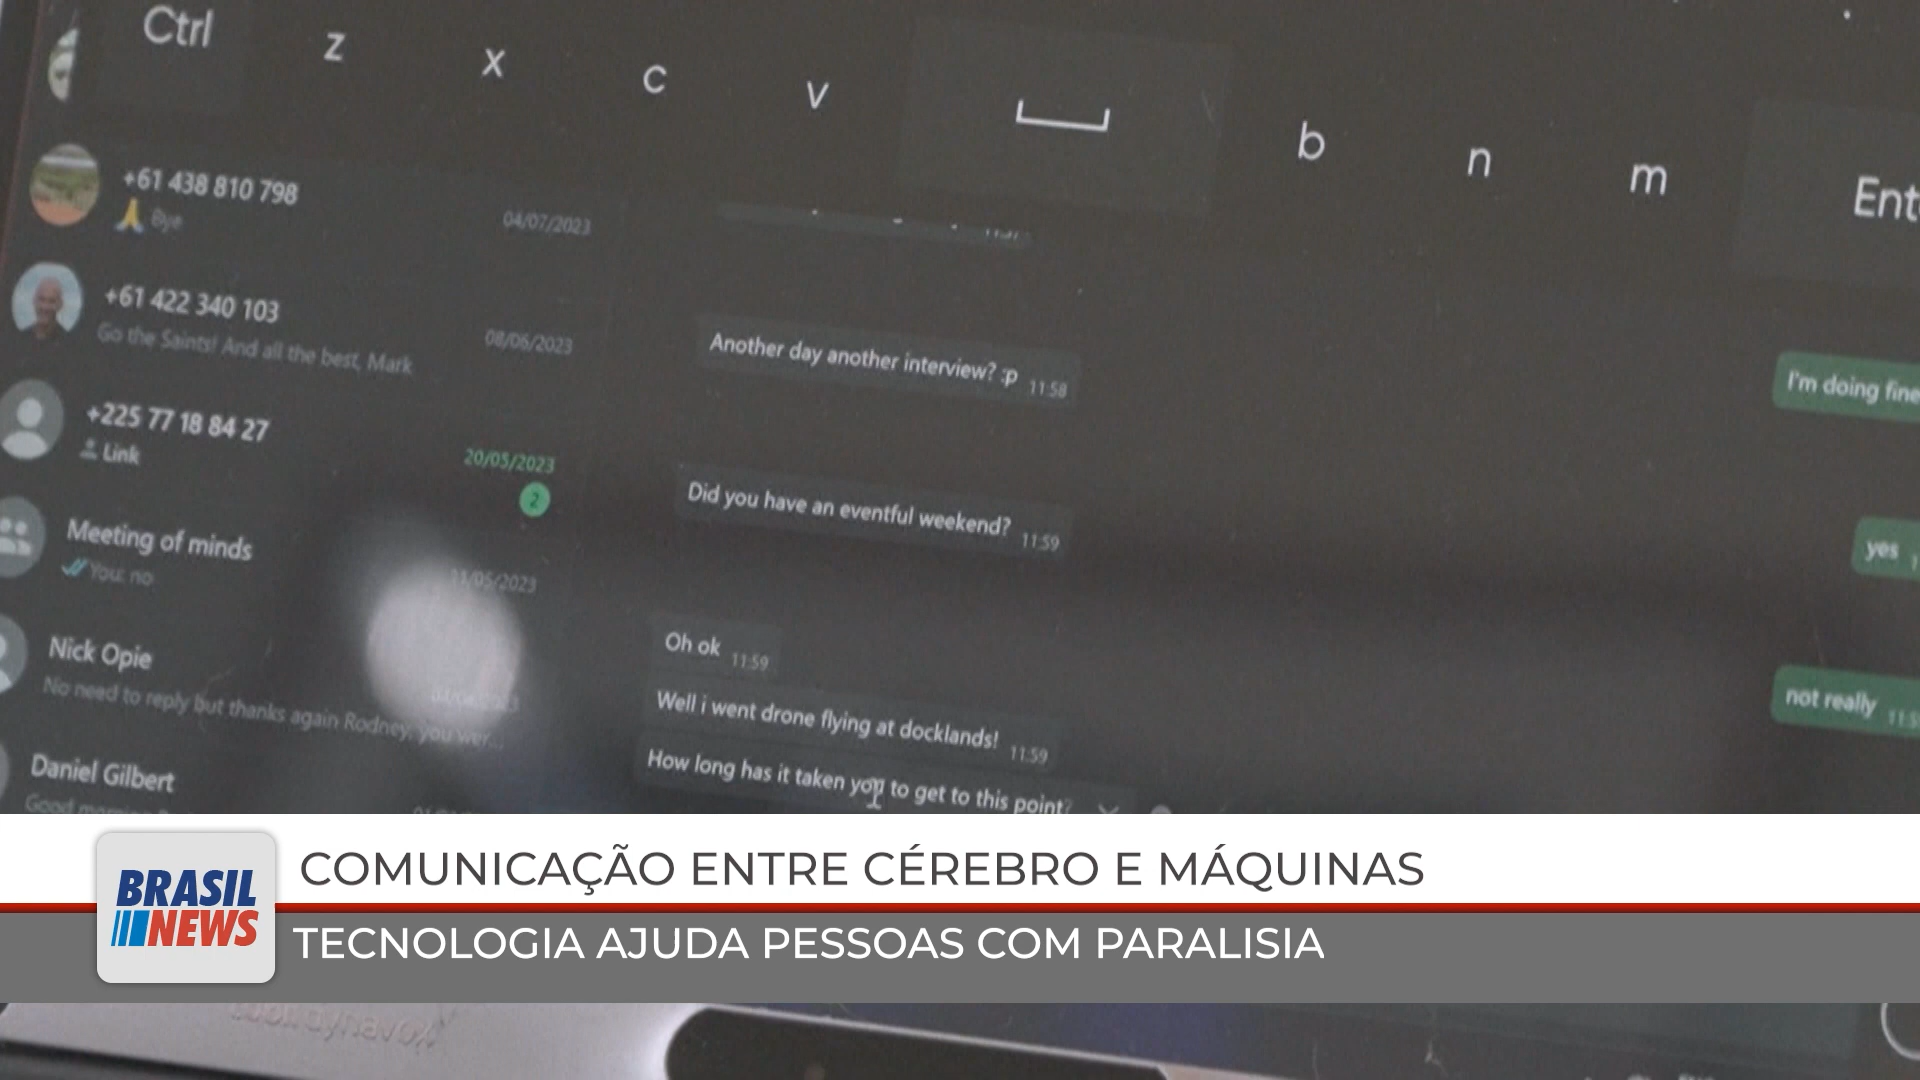 Ctrl z x c v b n m
+61 438 810 798
Bye
04/07/2023
+61 422 340 103
Go the Saints! And all the best, Mark
08/06/2023
+225 77 18 84 27
Link
20/05/2023
2
Meeting of minds
You: no
11/05/2023
Nick Opie
No need to reply but thanks again Rodney, you wer...
Daniel Gilbert
Another day another interview? :p 11:58
I'm doing fine
Did you have an eventful weekend? 11:59
yes
Oh ok 11:59
not really
Well i went drone flying at docklands! 11:59
How long has it taken you to get to this point?
BRASIL
NEWS
COMUNICAÇÃO ENTRE CÉREBRO E MÁQUINAS
TECNOLOGIA AJUDA PESSOAS COM PARALISIA